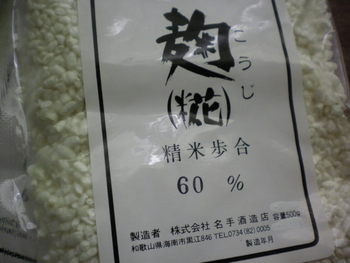 麹
こうじ
(糀)
精米歩合
60 %
製造者 株式会社 名手酒造店 容量500g
和歌山県海南市黒江846 TEL0734(82)0005
製造年月